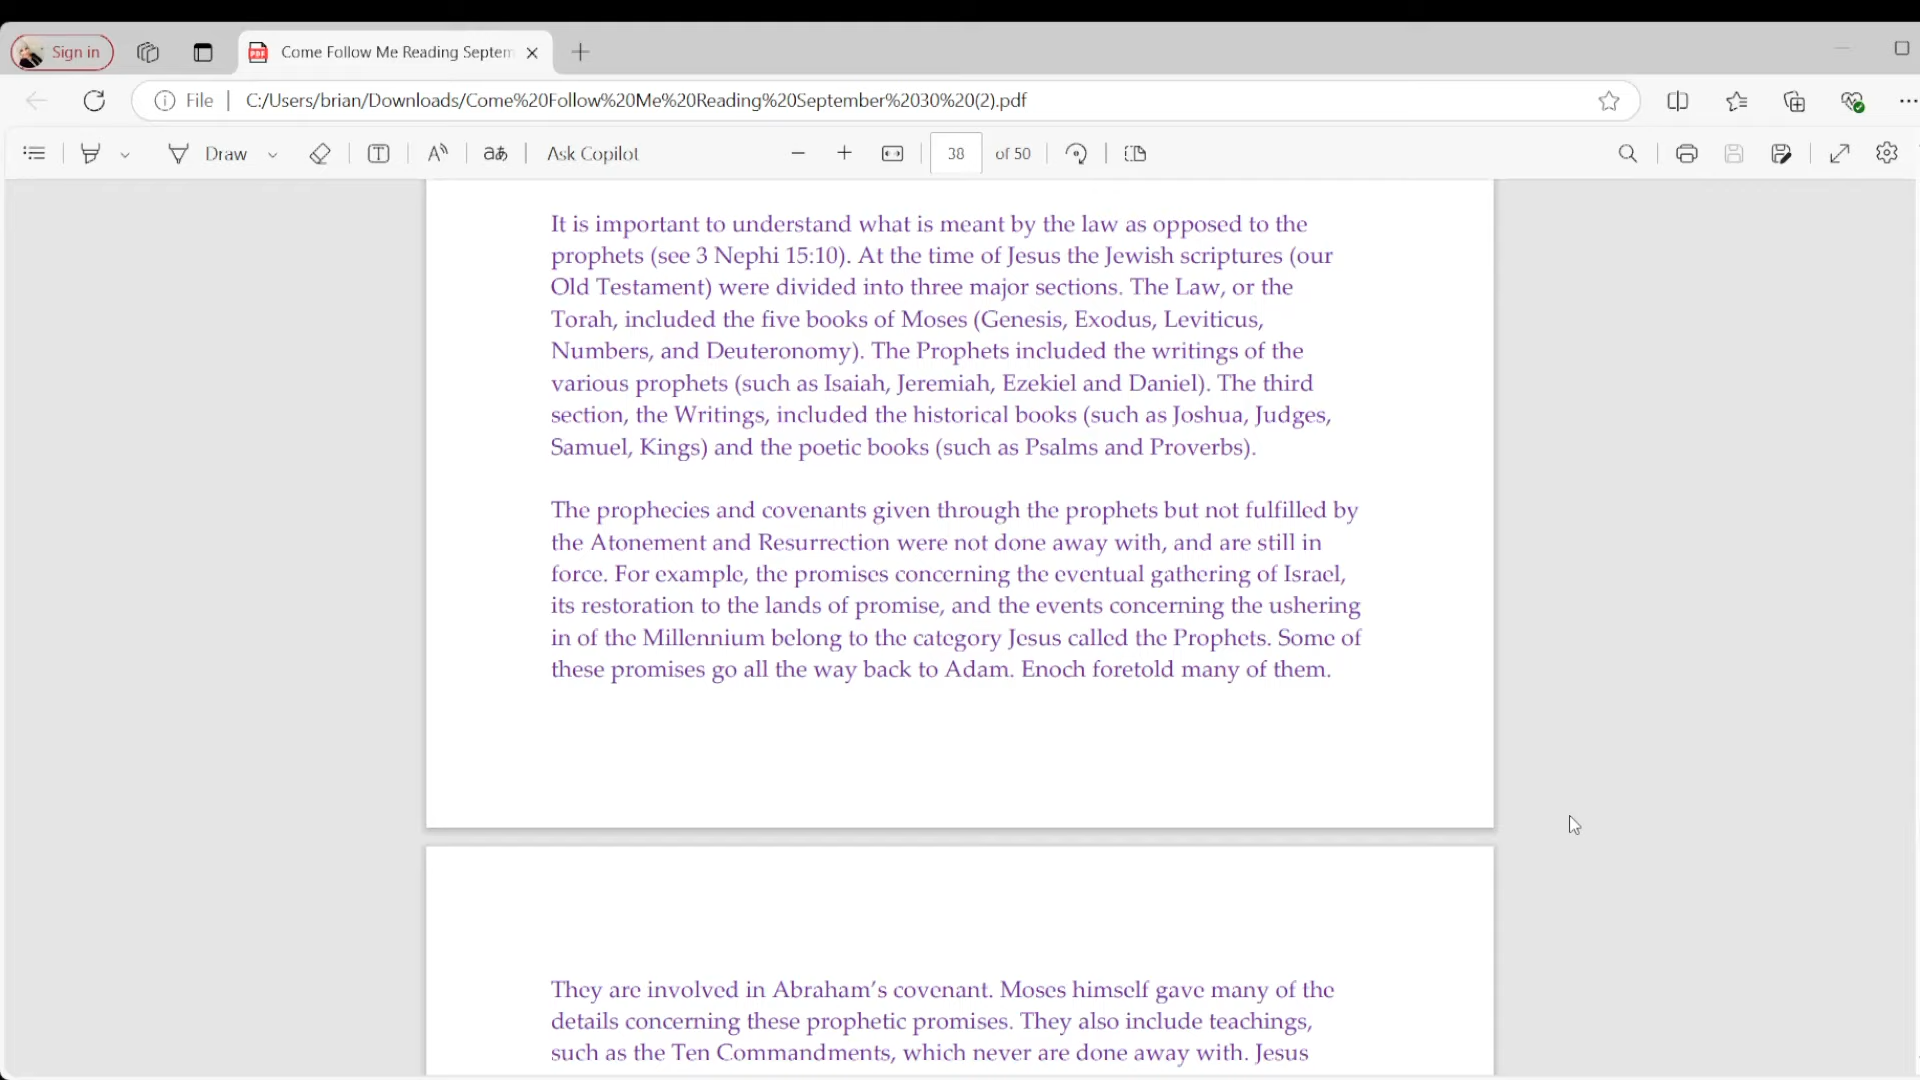 Sign in
Come Follow Me Reading Septem
File
C:/Users/brian/Downloads/Come%20Follow%20Me%20Reading%20September%2030%20(2).pdf
Draw
Ask Copilot
38 of 50
It is important to understand what is meant by the law as opposed to the
prophets (see 3 Nephi 15:10). At the time of Jesus the Jewish scriptures (our
Old Testament) were divided into three major sections. The Law, or the
Torah, included the five books of Moses (Genesis, Exodus, Leviticus,
Numbers, and Deuteronomy). The Prophets included the writings of the
various prophets (such as Isaiah, Jeremiah, Ezekiel and Daniel). The third
section, the Writings, included the historical books (such as Joshua, Judges,
Samuel, Kings) and the poetic books (such as Psalms and Proverbs).
The prophecies and covenants given through the prophets but not fulfilled by
the Atonement and Resurrection were not done away with, and are still in
force. For example, the promises concerning the eventual gathering of Israel,
its restoration to the lands of promise, and the events concerning the ushering
in of the Millennium belong to the category Jesus called the Prophets. Some of
these promises go all the way back to Adam. Enoch foretold many of them.
They are involved in Abraham’s covenant. Moses himself gave many of the
details concerning these prophetic promises. They also include teachings,
such as the Ten Commandments, which never are done away with. Jesus